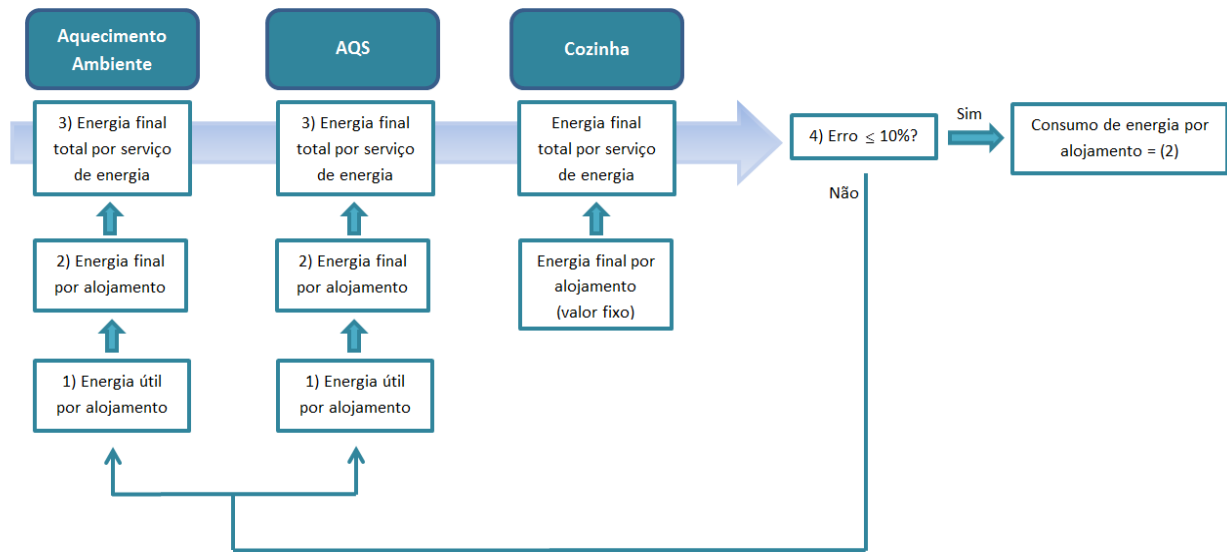 Aquecimento
Ambiente
AQS
Cozinha
3) Energia final
total por serviço
de energia
3) Energia final
total por serviço
de energia
Energia final
total por serviço
de energia
4) Erro ≤ 10%?
Sim
Consumo de energia por
alojamento = (2)
Não
2) Energia final
por alojamento
2) Energia final
por alojamento
Energia final por
alojamento
(valor fixo)
1) Energia útil
por alojamento
1) Energia útil
por alojamento